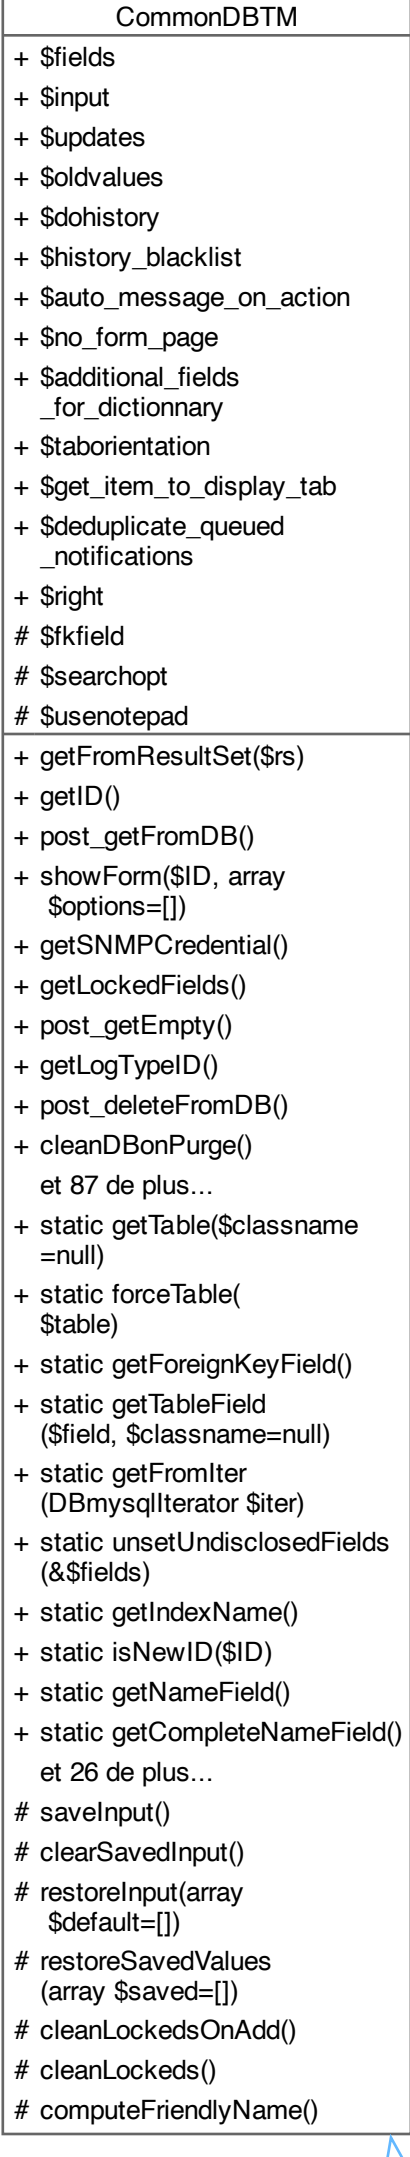 CommonDBTM
+ $fields
+ $input
+ $updates
+ $oldvalues
+ $dohistory
+ $history_blacklist
+ $auto_message_on_action
+ $no_form_page
+ $additional_fields
_for_dictionnary
+ $taborientation
+ $get_item_to_display_tab
+ $deduplicate_queued
_notifications
+ $right
# $fkfield
# $searchopt
# $usenotepad
+ getFromResultSet($rs)
+ getID()
+ post_getFromDB()
+ showForm($ID, array
$options=[])
+ getSNMPCredential()
+ getLockedFields()
+ post_getEmpty()
+ getLogTypeID()
+ post_deleteFromDB()
+ cleanDBonPurge()
et 87 de plus...
+ static getTable($classname
=null)
+ static forceTable(
$table)
+ static getForeignKeyField()
+ static getTableField
($field, $classname=null)
+ static getFromIter
(DBmysqlIterator $iter)
+ static unsetUndisclosedFields
(&$fields)
+ static getIndexName()
+ static isNewID($ID)
+ static getNameField()
+ static getCompleteNameField()
et 26 de plus...
# saveInput()
# clearSavedInput()
# restoreInput(array
$default=[])
# restoreSavedValues
(array $saved=[])
# cleanLockedsOnAdd()
# cleanLockeds()
# computeFriendlyName()